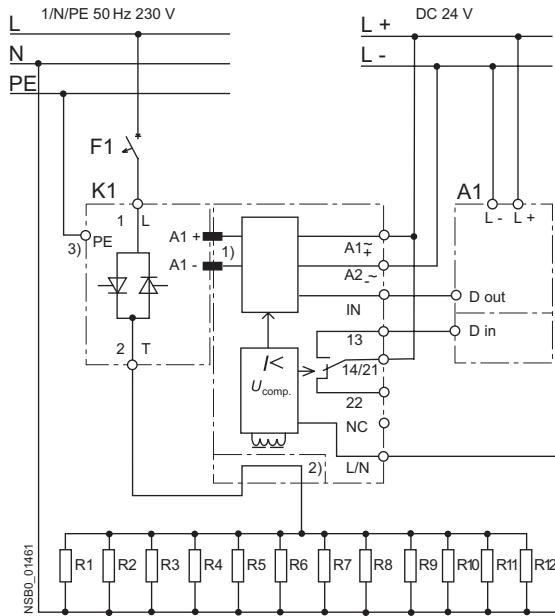 1/N/PE 50 Hz 230 V
DC 24 V
L
N
PE
L +
L -
F1
K1
A1
1
L
3)
PE
A1 +
A1 -
1)
A1 ~ +
A2 - ~
L -
L +
IN
D out
13
D in
2
T
I<
U comp.
14/21
22
NC
L/N
2)
R1
R2
R3
R4
R5
R6
R7
R8
R9
R10
R11
R12
NSB0_01461